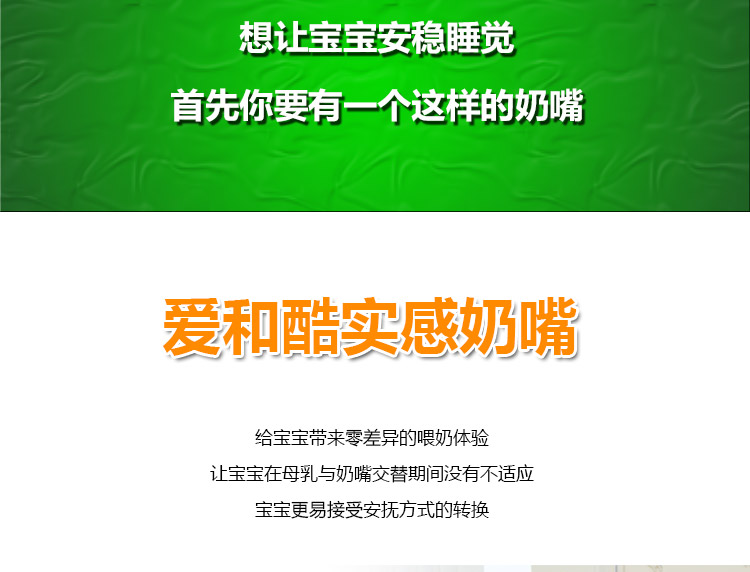 想让宝宝安稳睡觉
首先你要有一个这样的奶嘴
爱和酷实感奶嘴
给宝宝带来零差异的喂奶体验
让宝宝在母乳与奶嘴交替期间没有不适应
宝宝更易接受安抚方式的转换